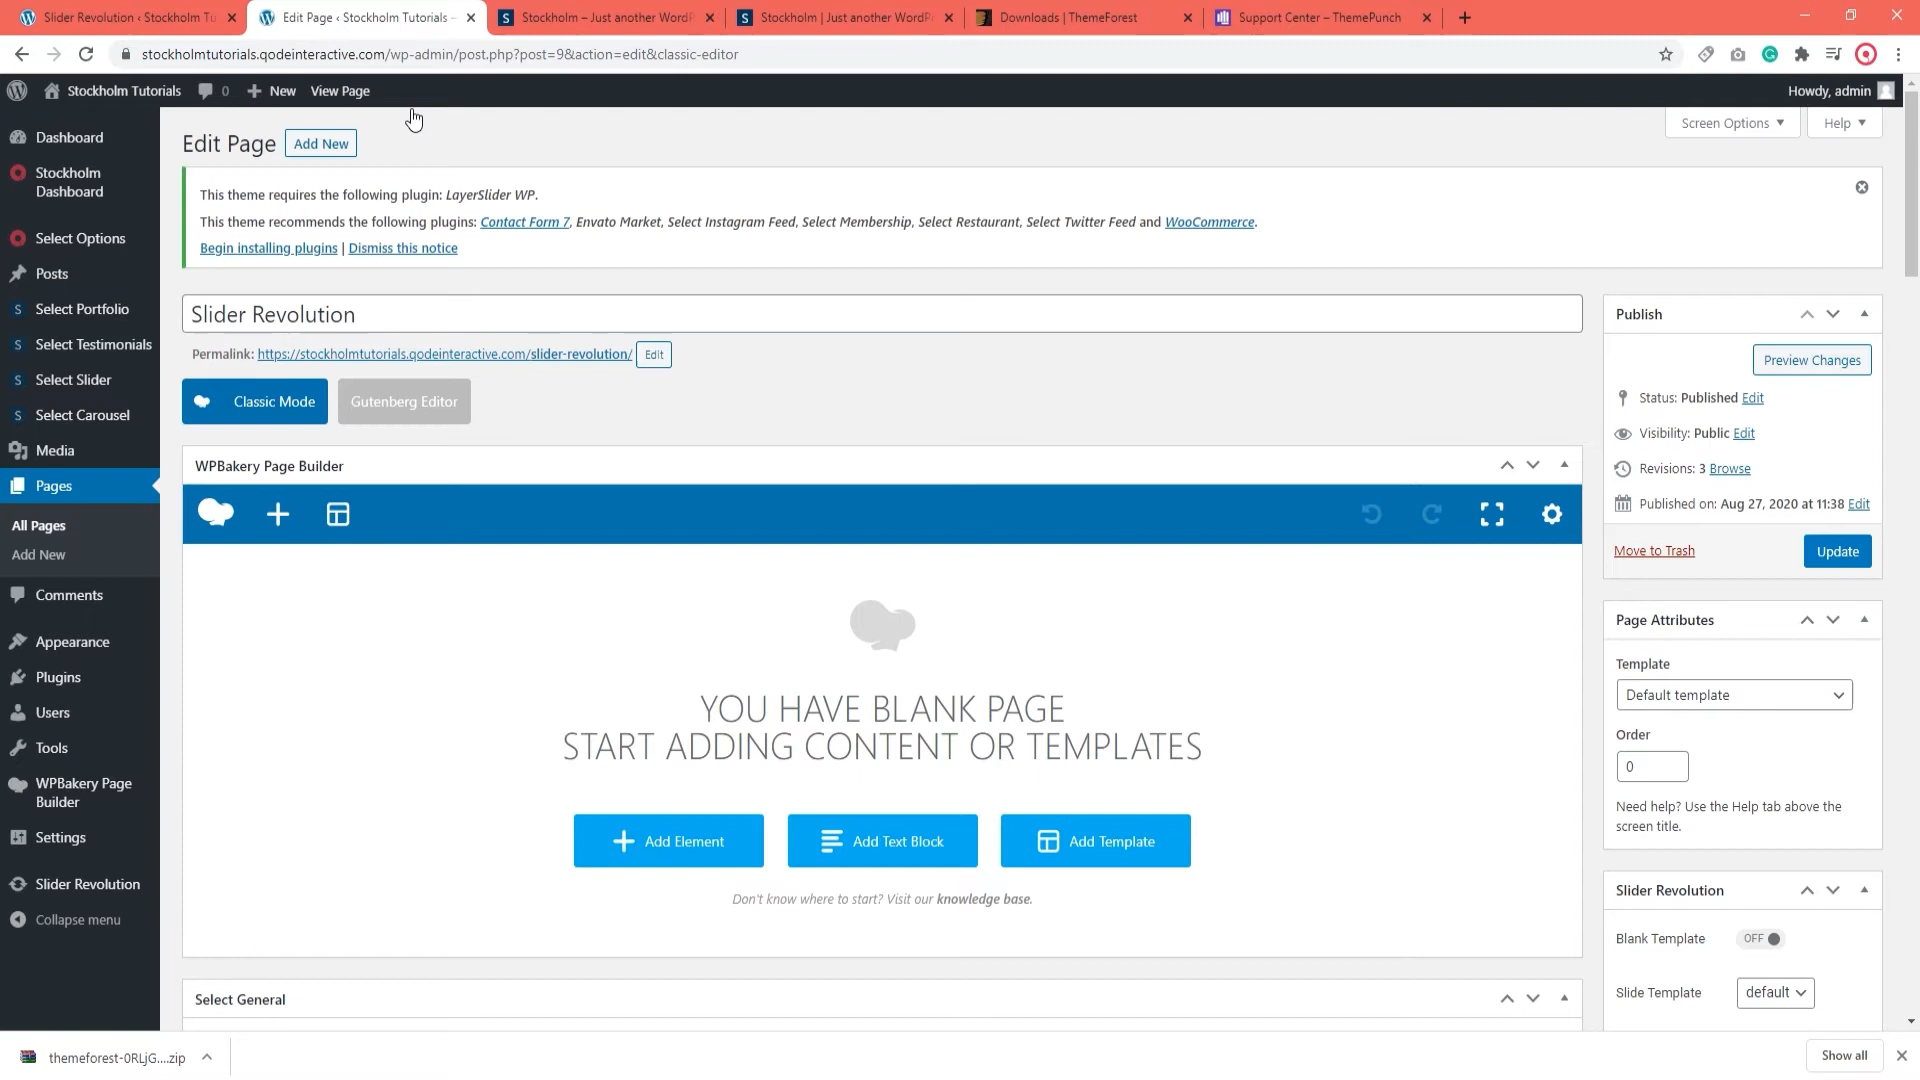 Slider Revolution ‹ Stockholm Tu
Edit Page ‹ Stockholm Tutorials —
Stockholm – Just another WordP
Stockholm | Just another WordPr
Downloads | ThemeForest
Support Center – ThemePunch
stockholmtutorials.qodeinteractive.com/wp-admin/post.php?post=9&action=edit&classic-editor
Stockholm Tutorials
0
New
View Page
Howdy, admin
Dashboard
Stockholm
Dashboard
Select Options
Posts
Select Portfolio
Select Testimonials
Select Slider
Select Carousel
Media
Pages
All Pages
Add New
Comments
Appearance
Plugins
Users
Tools
WPBakery Page
Builder
Settings
Slider Revolution
Collapse menu
Edit Page
Add New
Screen Options
Help
This theme requires the following plugin: LayerSlider WP.
This theme recommends the following plugins: Contact Form 7, Envato Market, Select Instagram Feed, Select Membership, Select Restaurant, Select Twitter Feed and WooCommerce.
Begin installing plugins | Dismiss this notice
Slider Revolution
Permalink: https://stockholmtutorials.qodeinteractive.com/slider-revolution/ Edit
Classic Mode
Gutenberg Editor
WPBakery Page Builder
YOU HAVE BLANK PAGE
START ADDING CONTENT OR TEMPLATES
Add Element
Add Text Block
Add Template
Don't know where to start? Visit our knowledge base.
Select General
Publish
Preview Changes
Status: Published Edit
Visibility: Public Edit
Revisions: 3 Browse
Published on: Aug 27, 2020 at 11:38 Edit
Move to Trash
Update
Page Attributes
Template
Default template
Order
0
Need help? Use the Help tab above the
screen title.
Slider Revolution
Blank Template
OFF
Slide Template
default
themeforest-0RLjG....zip
Show all